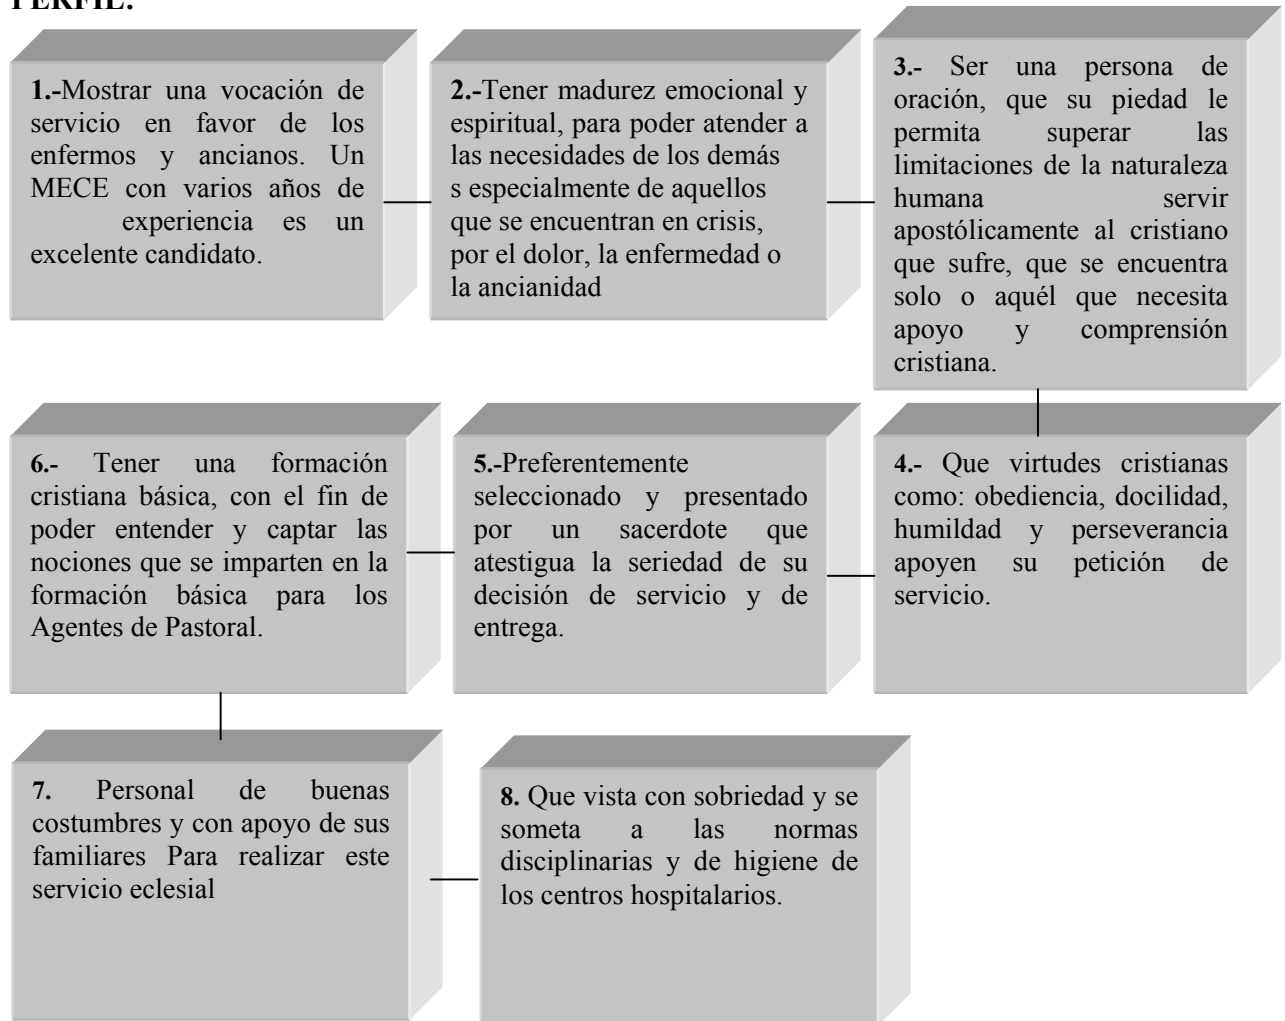 PERFIL:
1.-Mostrar una vocación de
servicio en favor de los
enfermos y ancianos. Un
MECE con varios años de
experiencia es un
excelente candidato.
2.-Tener madurez emocional y
espiritual, para poder atender a
las necesidades de los demás
s especialmente de aquellos
que se encuentran en crisis,
por el dolor, la enfermedad o
la ancianidad
3.- Ser una persona de
oración, que su piedad le
permita superar las
limitaciones de la naturaleza
humana servir
apostólicamente al cristiano
que sufre, que se encuentra
solo o aquél que necesita
apoyo y comprensión
cristiana.
4.- Que virtudes cristianas
como: obediencia, docilidad,
humildad y perseverancia
apoyen su petición de
servicio.
5.-Preferentemente
seleccionado y presentado
por un sacerdote que
atestigua la seriedad de su
decisión de servicio y de
entrega.
6.- Tener una formación
cristiana básica, con el fin de
poder entender y captar las
nociones que se imparten en la
formación básica para los
Agentes de Pastoral.
7. Personal de buenas
costumbres y con apoyo de sus
familiares Para realizar este
servicio eclesial
8. Que vista con sobriedad y se
someta a las normas
disciplinarias y de higiene de
los centros hospitalarios.